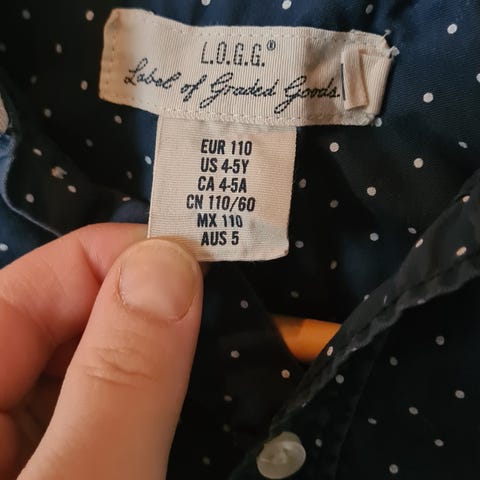 L.O.G.G.®
Label of Graded Goods
EUR 110
US 4-5Y
CA 4-5A
CN 110/60
MX 110
AUS 5